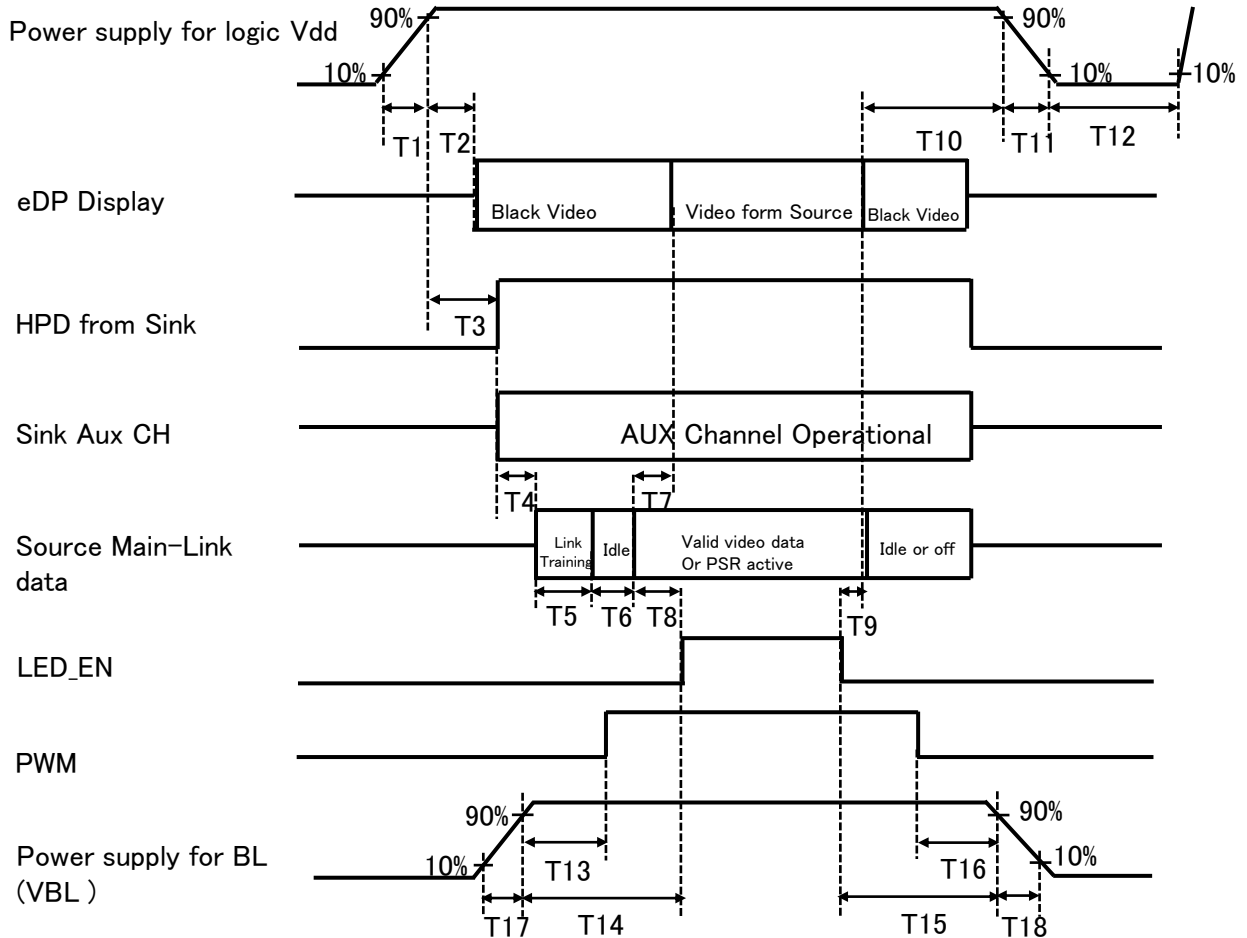 90%
90%
Power supply for logic Vdd
10%
10%
10%
T1
T2
T10
T11
T12
eDP Display
Black Video
Video form Source
Black Video
HPD from Sink
T3
Sink Aux CH
AUX Channel Operational
T4
T7
Source Main-Link
data
Link
Training
Idle
Valid video data
Or PSR active
Idle or off
T5
T6
T8
T9
LED_EN
PWM
90%
90%
Power supply for BL
(VBL )
10%
10%
T13
T16
T17
T14
T15
T18